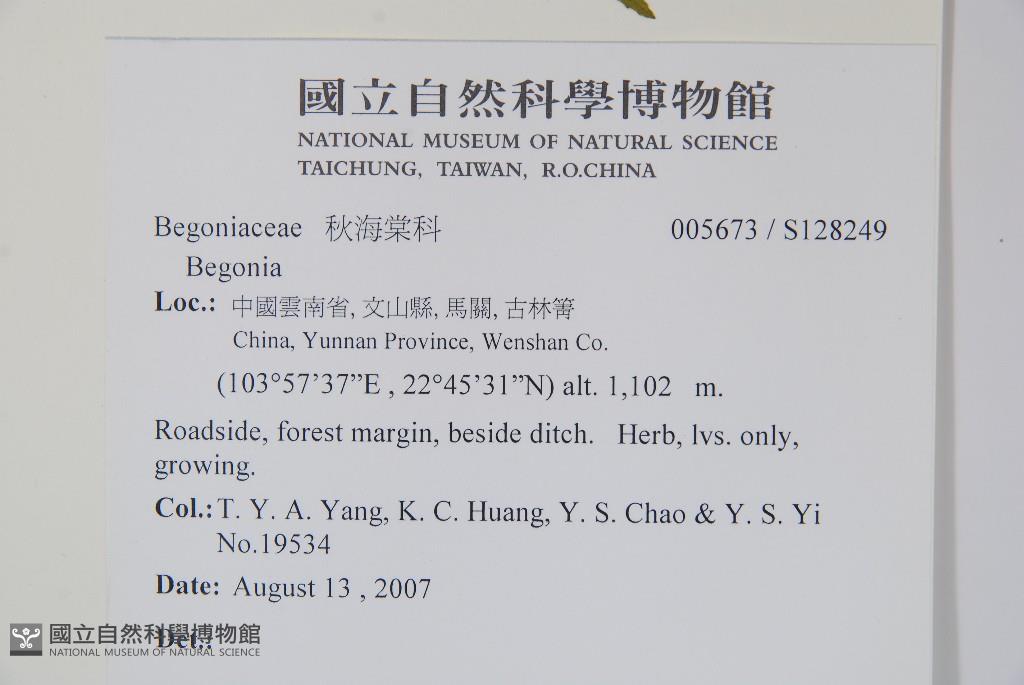 國立自然科學博物館
NATIONAL MUSEUM OF NATURAL SCIENCE
TAICHUNG, TAIWAN, R.O.CHINA
Begoniaceae 秋海棠科 005673 / S128249
Begonia
Loc.: 中國雲南省, 文山縣, 馬關, 古林箐
China, Yunnan Province, Wenshan Co.
(103°57’37”E , 22°45’31”N) alt. 1,102 m.
Roadside, forest margin, beside ditch. Herb, lvs. only,
growing.
Col.: T. Y. A. Yang, K. C. Huang, Y. S. Chao & Y. S. Yi
No.19534
Date: August 13 , 2007
Det.:
國立自然科學博物館
NATIONAL MUSEUM OF NATURAL SCIENCE